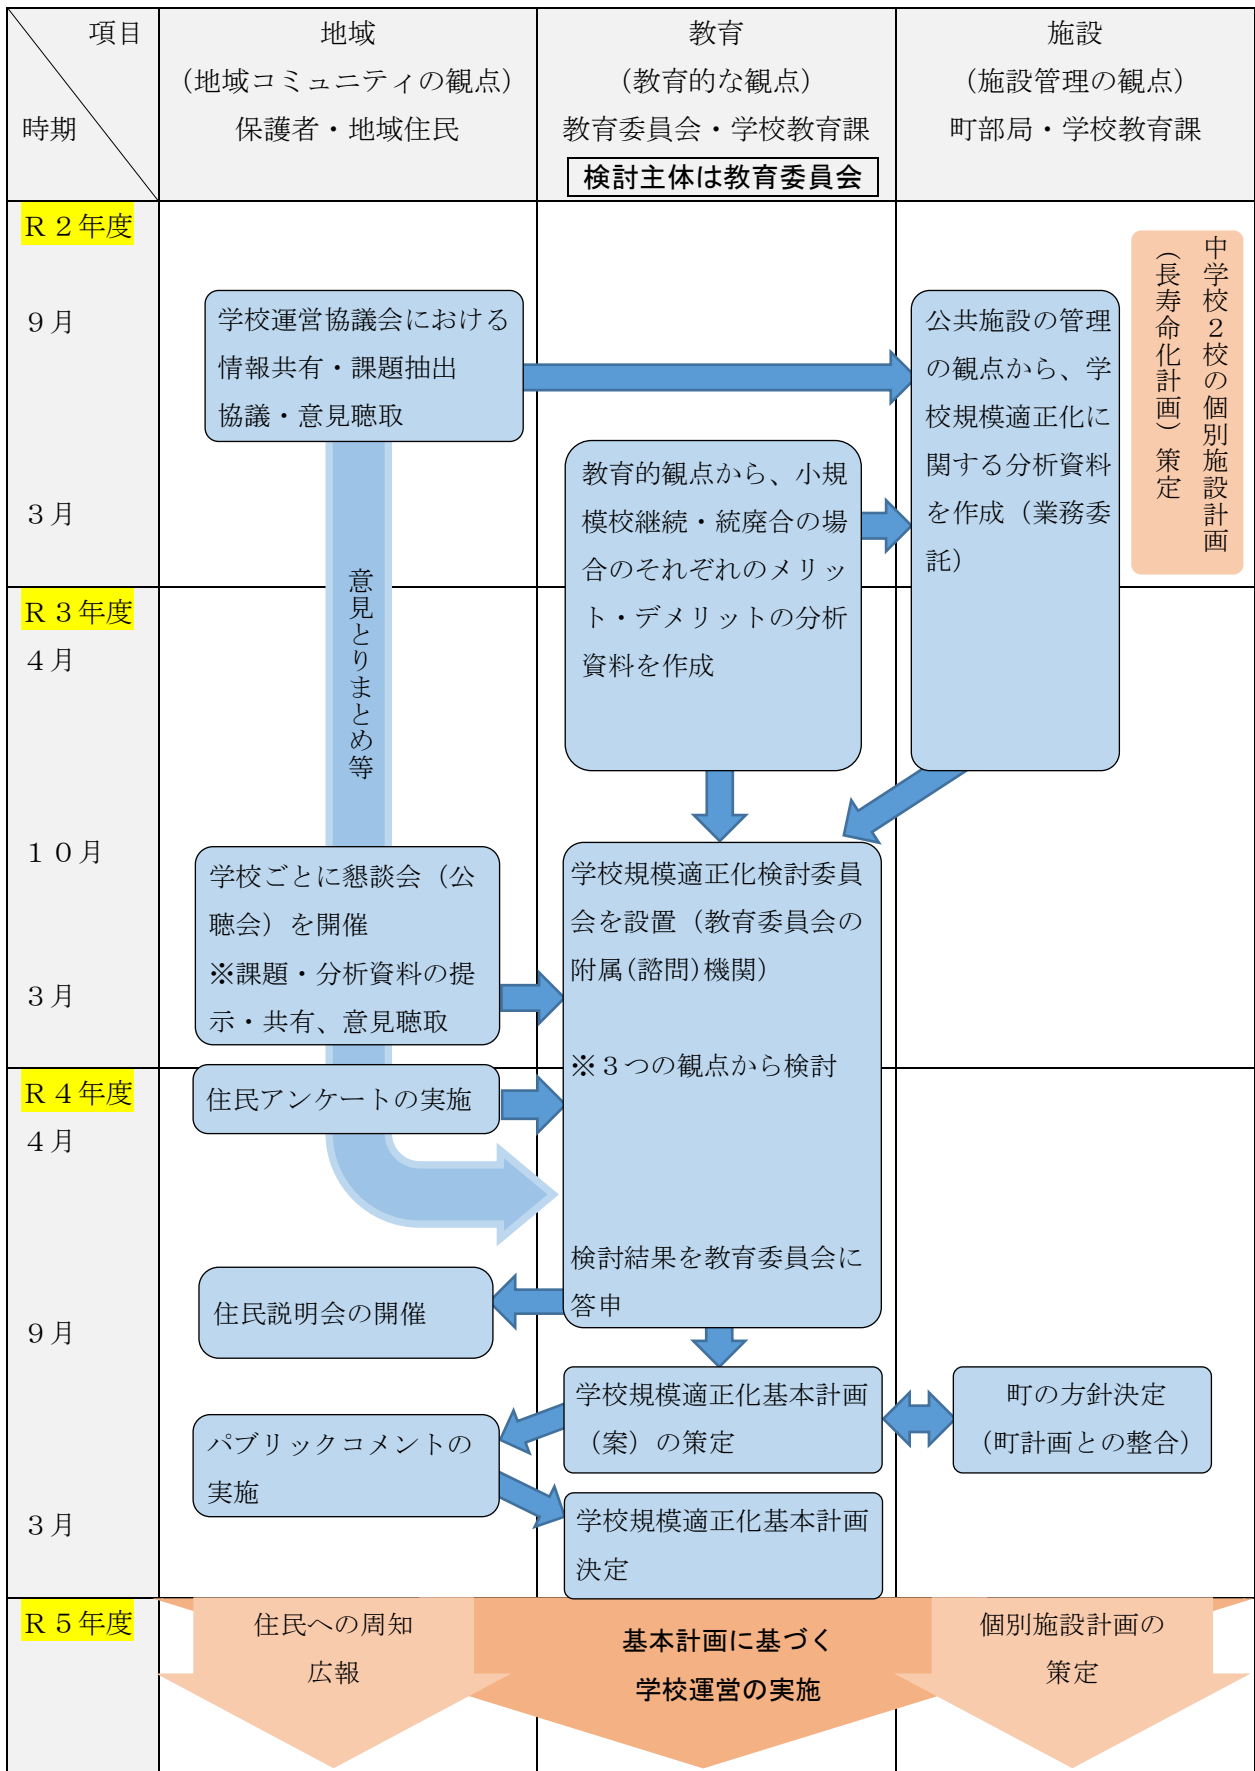 項目
時期
地域
（地域コミュニティの観点）
保護者・地域住民
教育
（教育的な観点）
教育委員会・学校教育課
検討主体は教育委員会
施設
（施設管理の観点）
町部局・学校教育課
Ｒ２年度
９月
３月
学校運営協議会における
情報共有・課題抽出
協議・意見聴取
教育的観点から、小規
模校継続・統廃合の場
合のそれぞれのメリッ
ト・デメリットの分析
資料を作成
公共施設の管理
の観点から、学
校規模適正化に
関する分析資料
を作成（業務委
託）
中学校２校の個別施設計画
（長寿命化計画）策定
意見とりまとめ等
Ｒ３年度
４月
１０月
３月
学校ごとに懇談会（公
聴会）を開催
※課題・分析資料の提
示・共有、意見聴取
学校規模適正化検討委員
会を設置（教育委員会の
附属(諮問)機関）
※３つの観点から検討
検討結果を教育委員会に
答申
Ｒ４年度
４月
９月
３月
住民アンケートの実施
住民説明会の開催
学校規模適正化基本計画
（案）の策定
町の方針決定
（町計画との整合）
パブリックコメントの
実施
学校規模適正化基本計画
決定
Ｒ５年度
住民への周知
広報
基本計画に基づく
学校運営の実施
個別施設計画の
策定